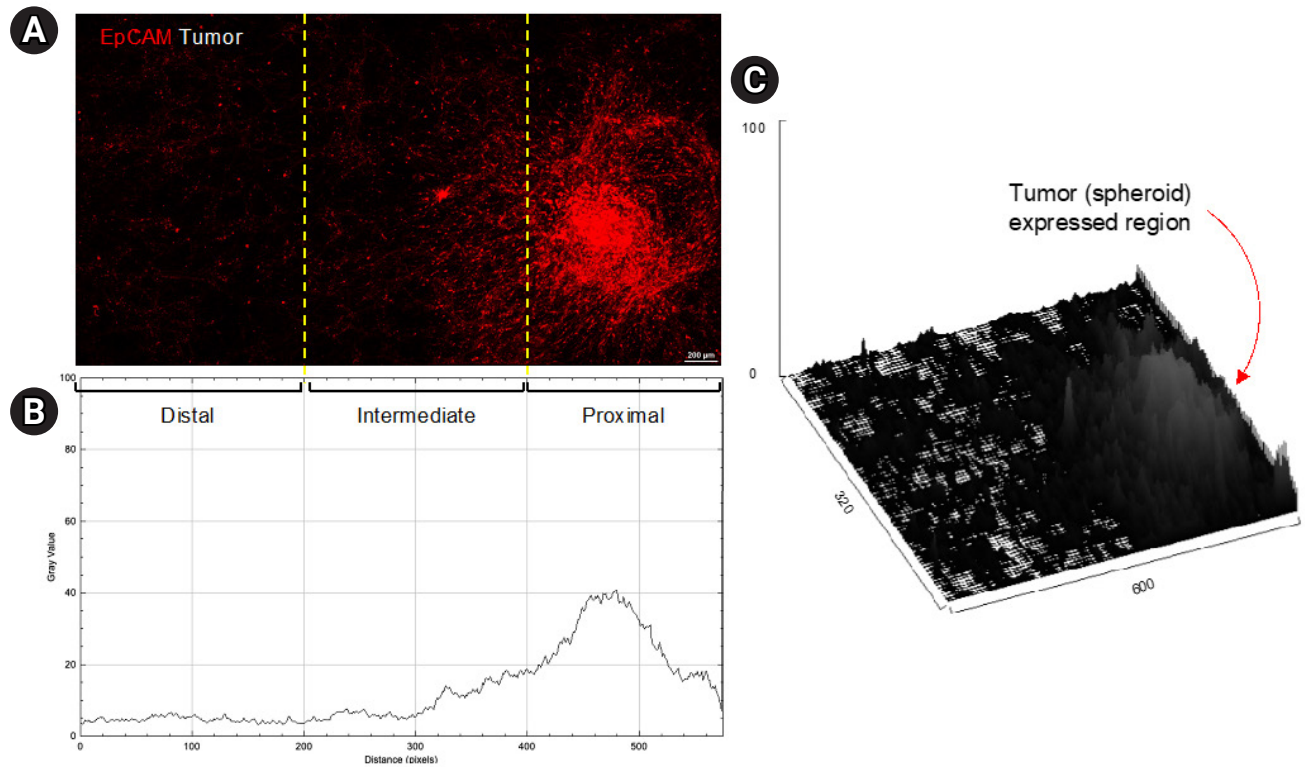 A
EpCAM Tumor
200 µm
B
100
80
60
40
20
0
Gray Value
Distal
Intermediate
Proximal
0
100
200
300
400
500
Distance (pixels)
C
100
0
Tumor (spheroid)
expressed region
320
600